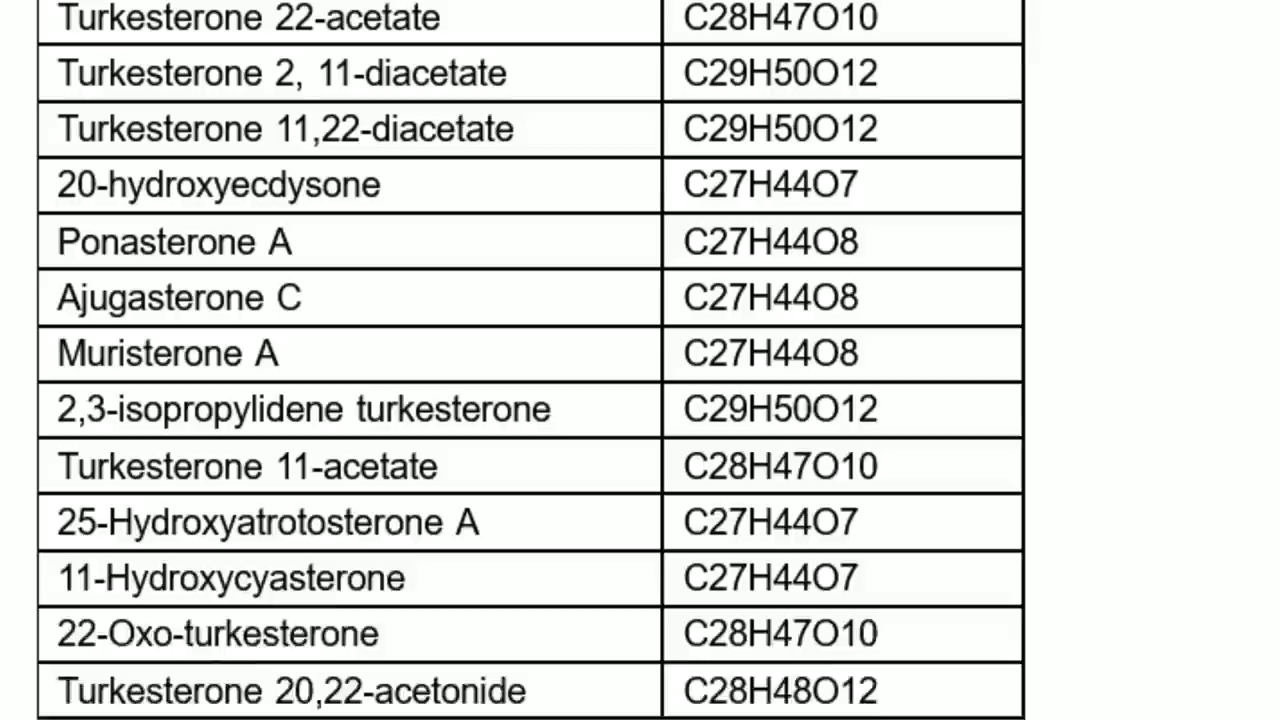 Turkesterone 22-acetate C28H47O10
Turkesterone 2, 11-diacetate C29H50O12
Turkesterone 11,22-diacetate C29H50O12
20-hydroxyecdysone C27H44O7
Ponasterone A C27H44O8
Ajugasterone C C27H44O8
Muristerone A C27H44O8
2,3-isopropylidene turkesterone C29H50O12
Turkesterone 11-acetate C28H47O10
25-Hydroxyatrotosterone A C27H44O7
11-Hydroxycyasterone C27H44O7
22-Oxo-turkesterone C28H47O10
Turkesterone 20,22-acetonide C28H48O12